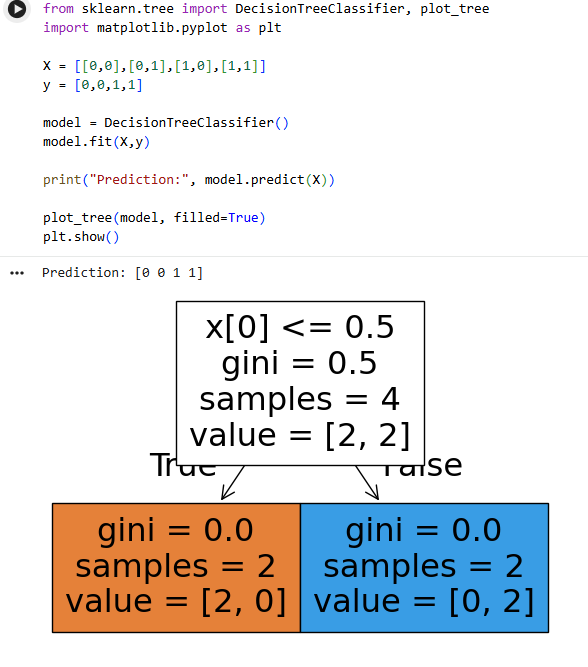 from sklearn.tree import DecisionTreeClassifier, plot_tree
import matplotlib.pyplot as plt
X = [[0,0],[0,1],[1,0],[1,1]]
y = [0,0,1,1]
model = DecisionTreeClassifier()
model.fit(X,y)
print("Prediction:", model.predict(X))
plot_tree(model, filled=True)
plt.show()
Prediction: [0 0 1 1]
x[0] <= 0.5
gini = 0.5
samples = 4
value = [2, 2]
True
False
gini = 0.0
samples = 2
value = [2, 0]
gini = 0.0
samples = 2
value = [0, 2]